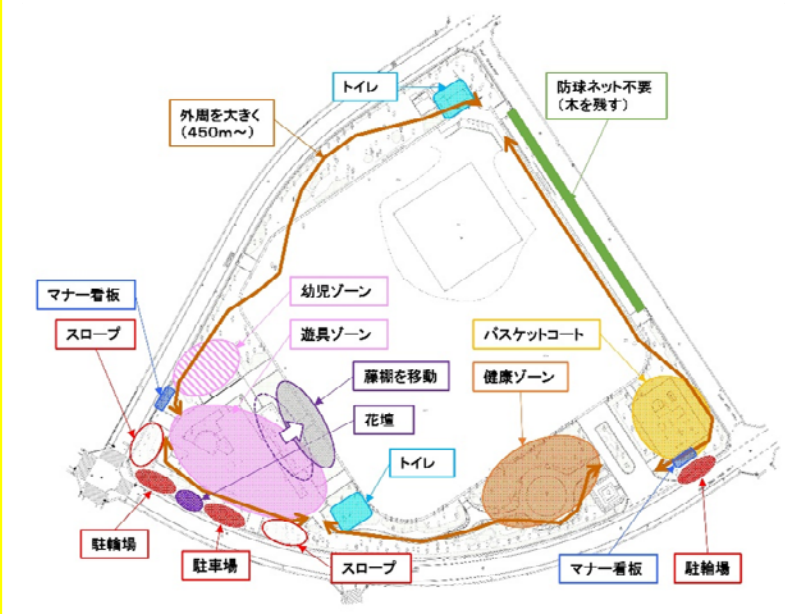 トイレ
外周を大きく
（450m～）
防球ネット不要
（木を残す）
マナー看板
幼児ゾーン
スロープ
遊具ゾーン
バスケットコート
藤棚を移動
健康ゾーン
花壇
トイレ
駐輪場
駐車場
スロープ
マナー看板
駐輪場